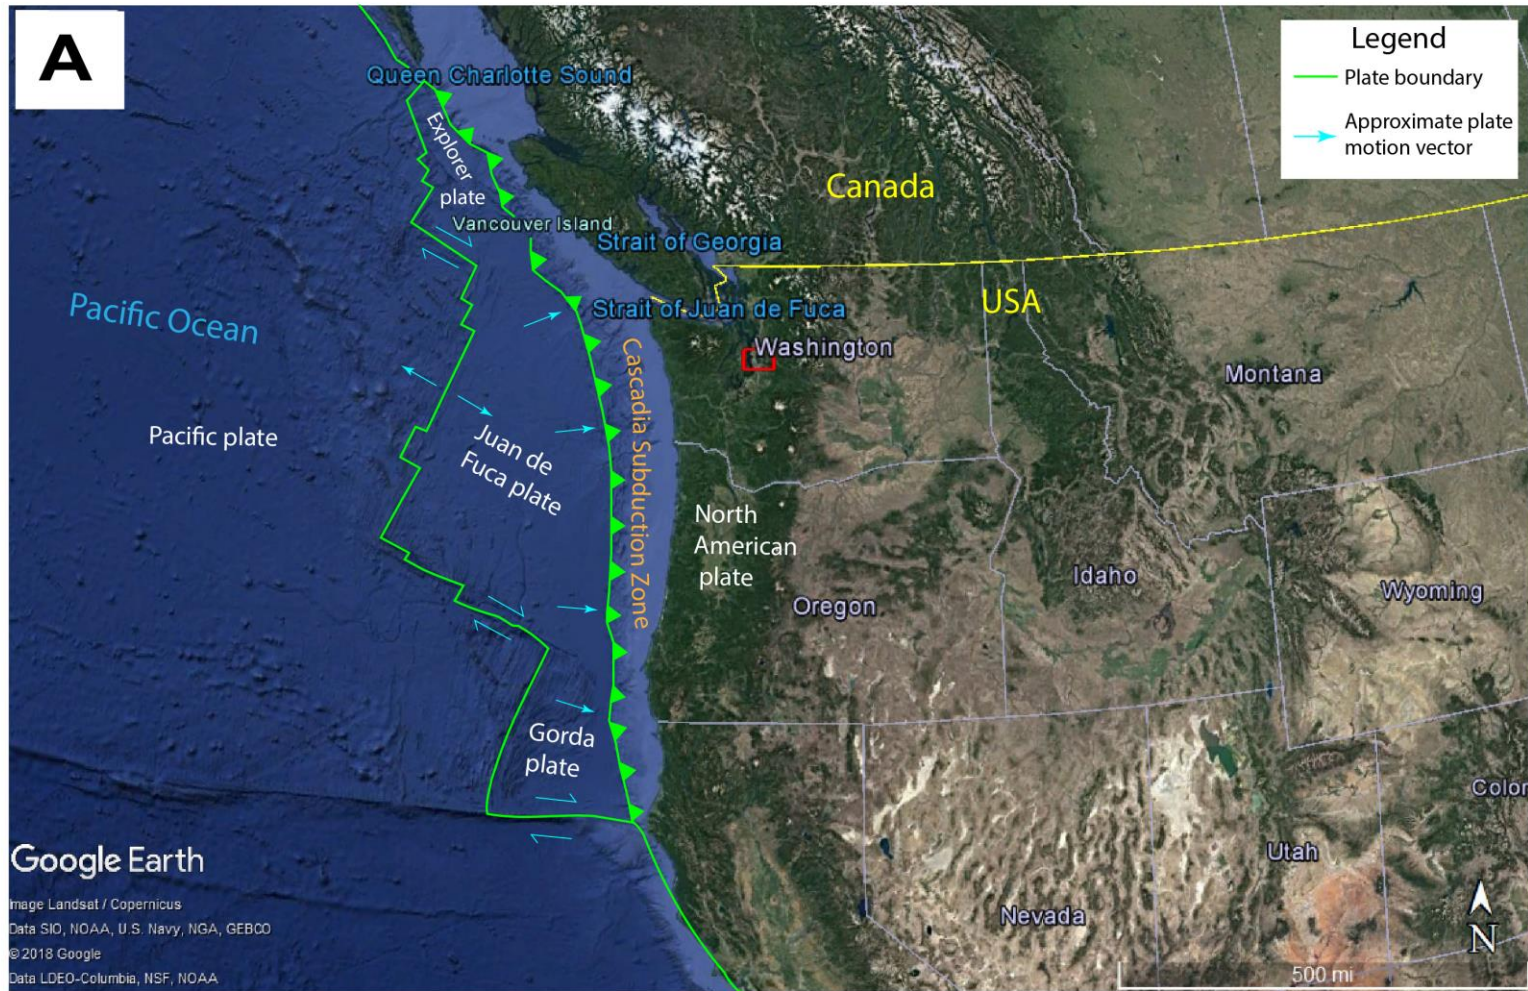 A
Legend
Plate boundary
Approximate plate
motion vector
Queen Charlotte Sound
Explorer
plate
Vancouver Island
Canada
Strait of Georgia
Pacific Ocean
Strait of Juan de Fuca
USA
Washington
Montana
Pacific plate
Juan de
Fuca plate
Cascadia Subduction Zone
North
American
plate
Oregon
Idaho
Wyoming
Gorda
plate
Color
Utah
Nevada
Google Earth
Image Landsat / Copernicus
Data SIO, NOAA, U.S. Navy, NGA, GEBCO
© 2018 Google
Data LDEO-Columbia, NSF, NOAA
N
500 mi